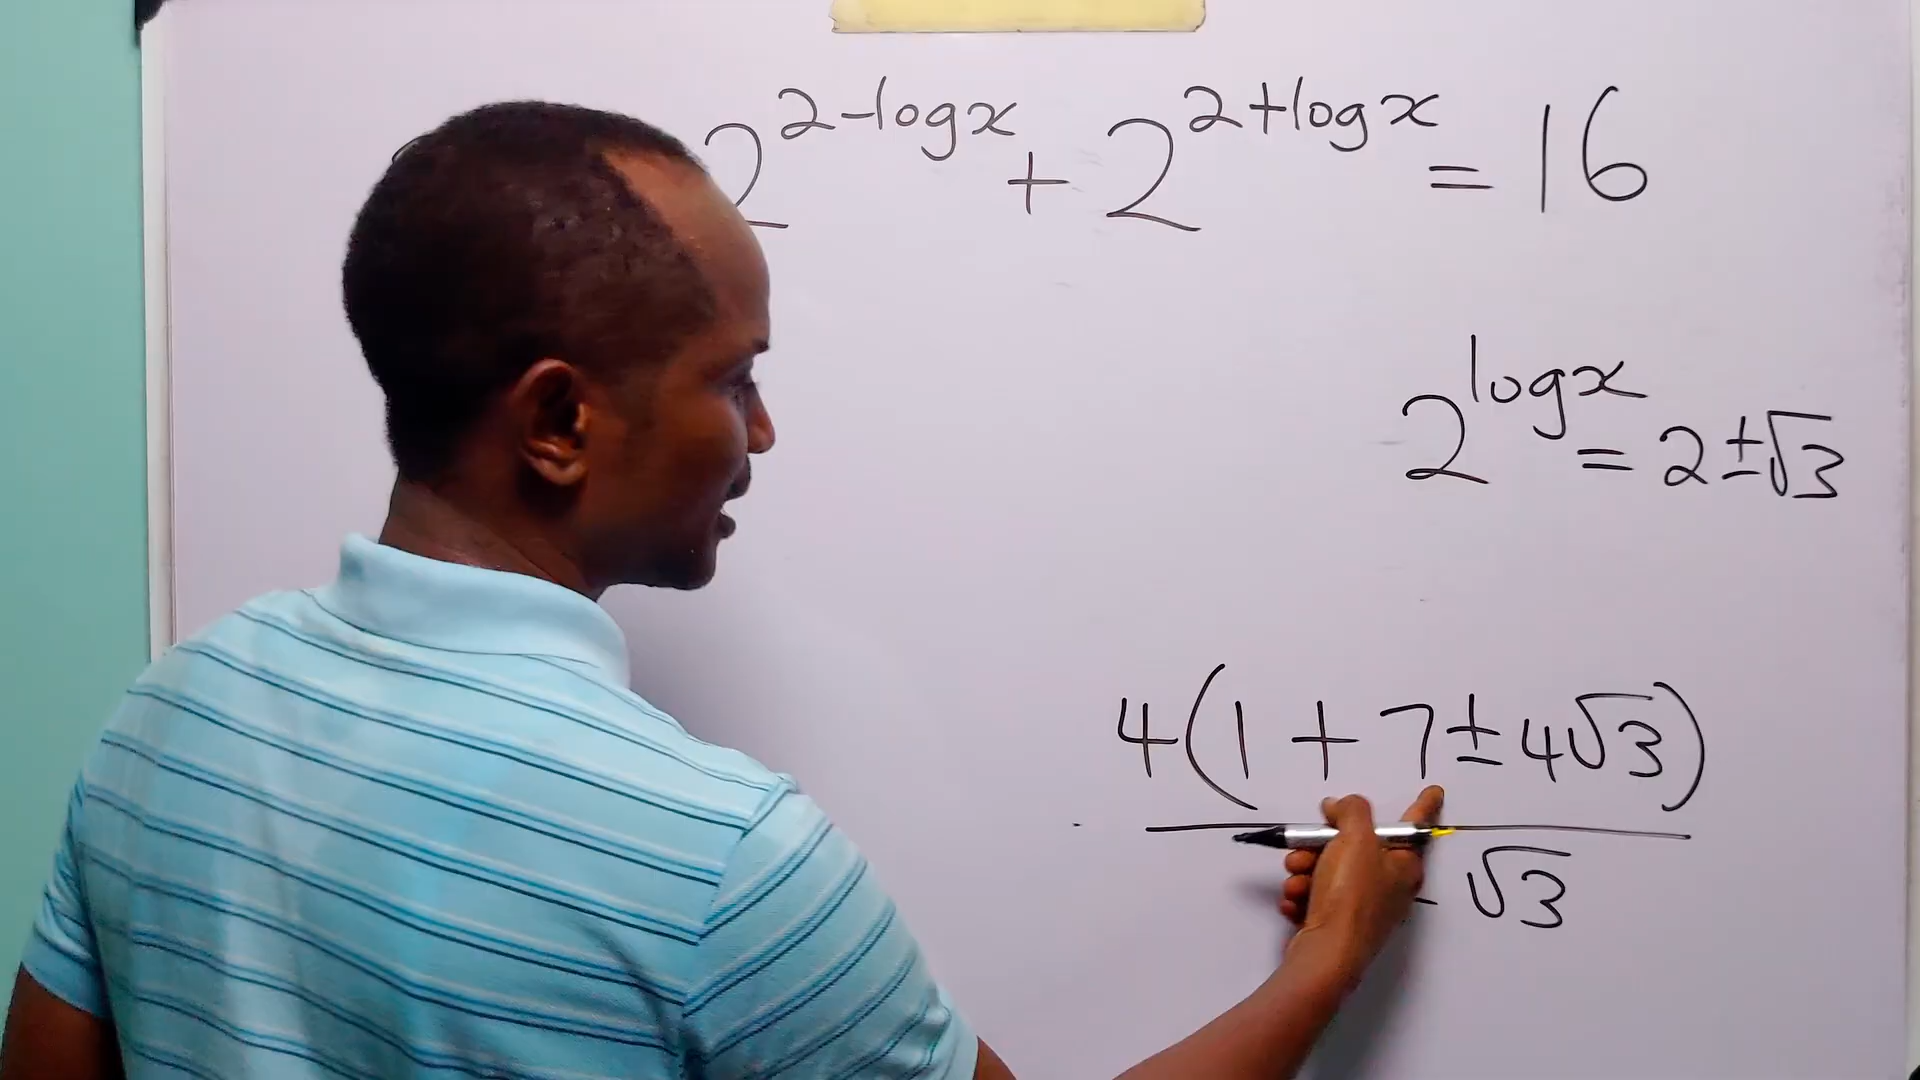 2^{2-logx} + 2^{2+logx} = 16
2^{logx} = 2±√3
4(1 + 7±4√3)
√3